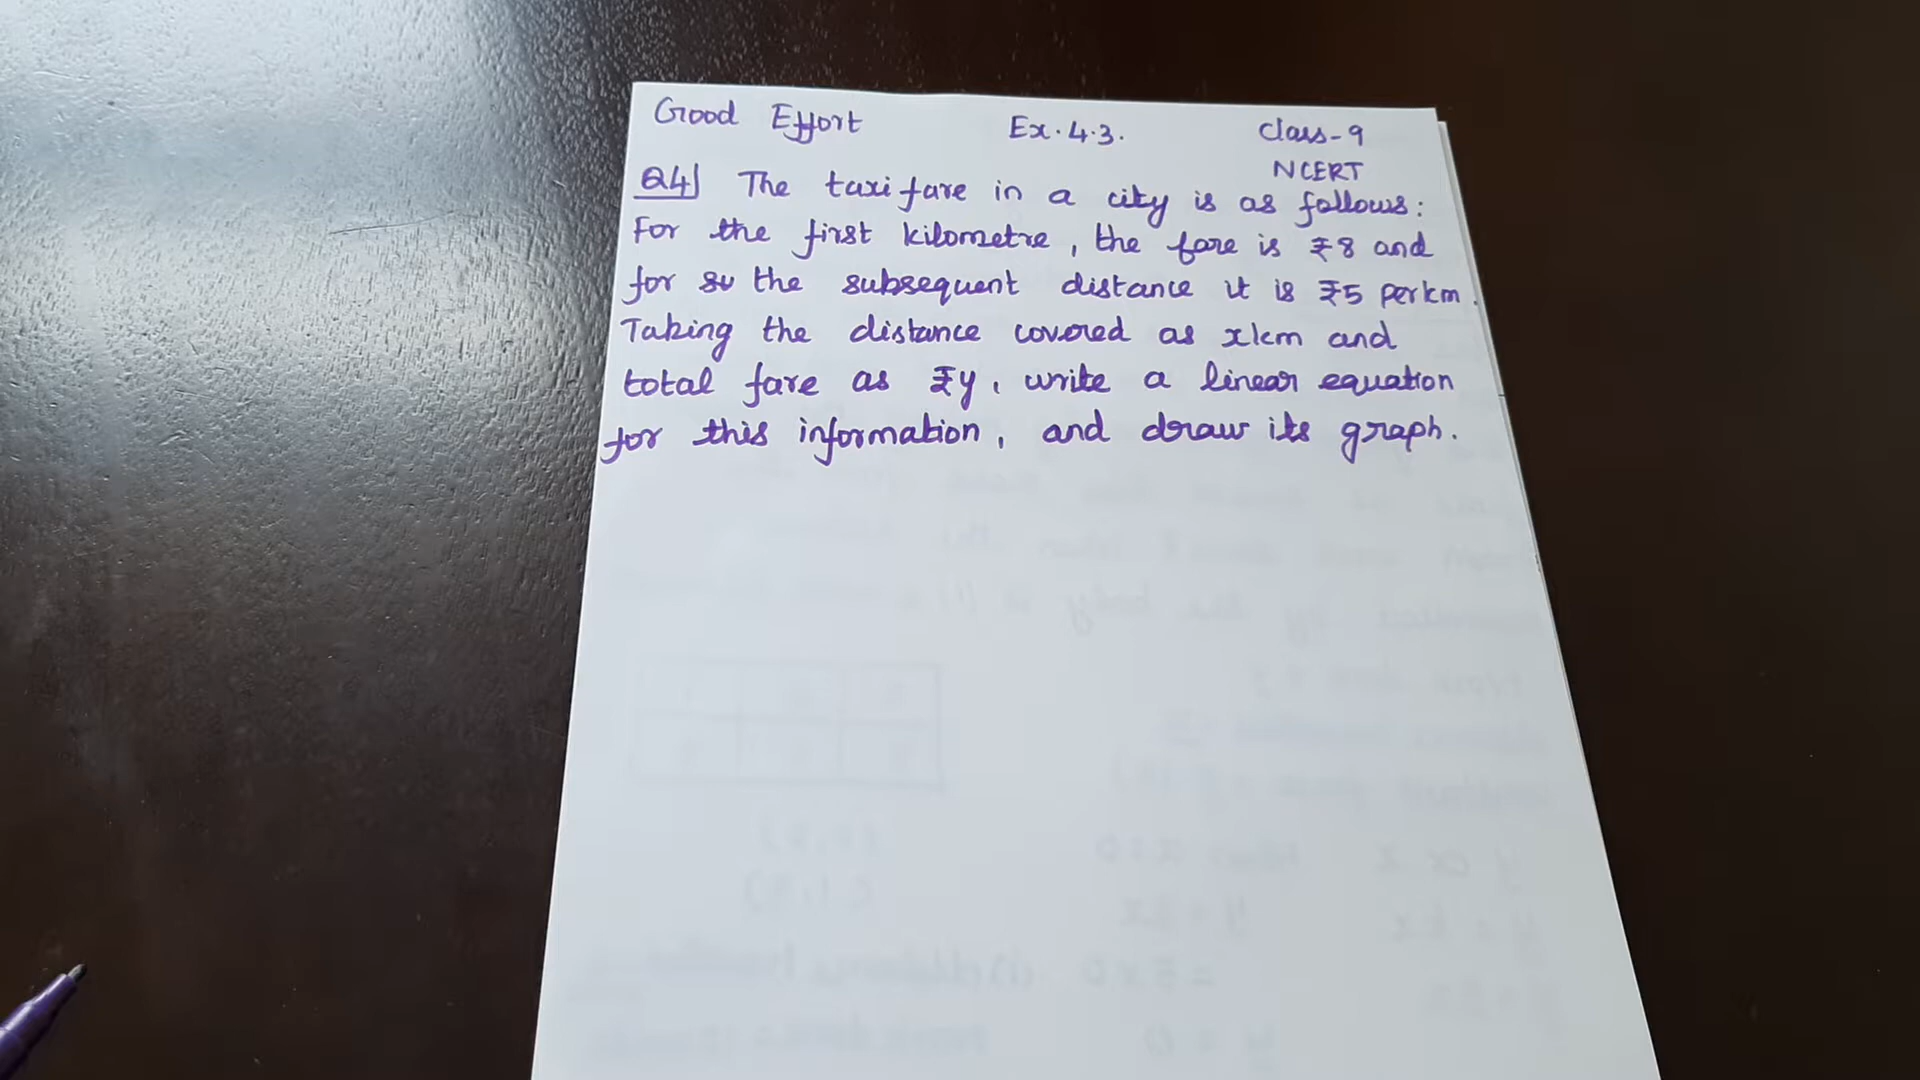 Good Effort Ex. 4.3. Class-9
NCERT
Q4) The taxi fare in a city is as follows:
For the first kilometre, the fare is ₹8 and
for su the subsequent distance it is ₹5 per km.
Taking the distance covered as x km and
total fare as ₹y, write a linear equation
for this information, and draw its graph.